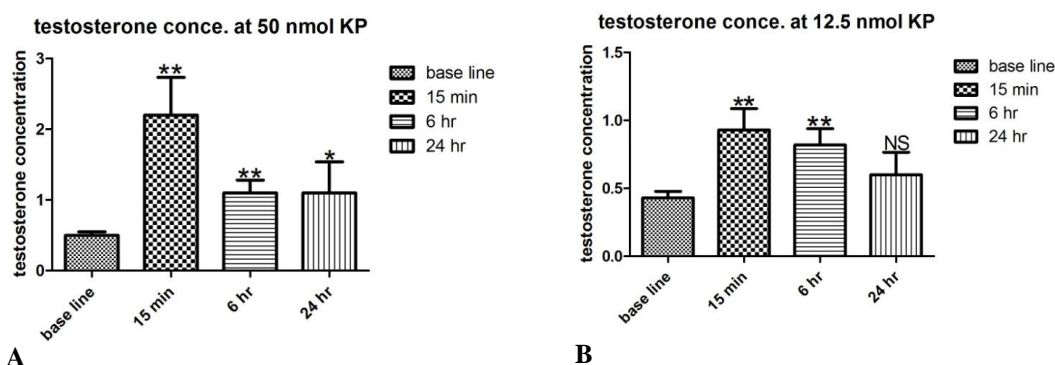 testosterone conce. at 50 nmol KP
testosterone concentration
3
2
1
0
**
**
*
base line
15 min
6 hr
24 hr
base line
15 min
6 hr
24 hr
A
testosterone conce. at 12.5 nmol KP
testosterone concentration
1.5
1.0
0.5
0.0
**
**
NS
base line
15 min
6 hr
24 hr
base line
15 min
6 hr
24 hr
B